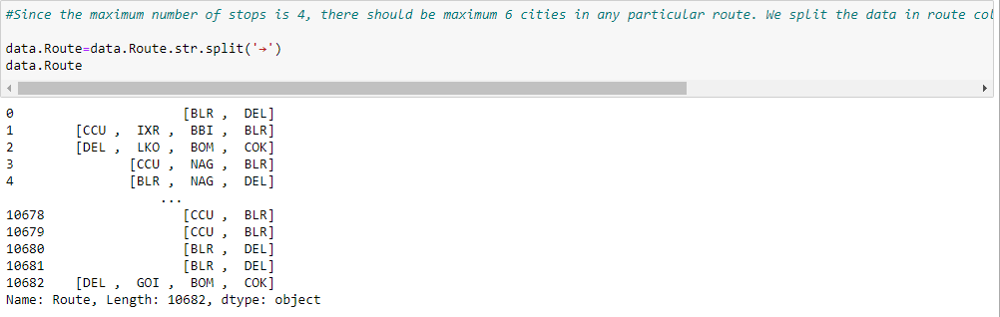 #Since the maximum number of stops is 4, there should be maximum 6 cities in any particular route. We split the data in route col
data.Route=data.Route.str.split('→')
data.Route
0 [BLR , DEL]
1 [CCU , IXR , BBI , BLR]
2 [DEL , LKO , BOM , COK]
3 [CCU , NAG , BLR]
4 [BLR , NAG , DEL]
...
10678 [CCU , BLR]
10679 [CCU , BLR]
10680 [BLR , DEL]
10681 [BLR , DEL]
10682 [DEL , GOI , BOM , COK]
Name: Route, Length: 10682, dtype: object